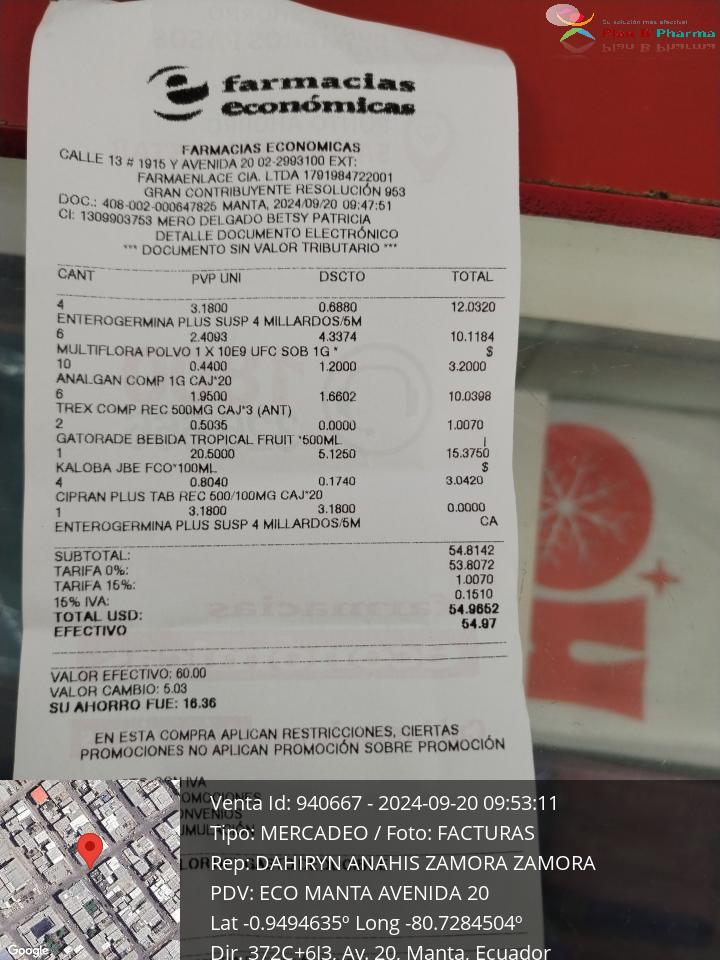 Su solución más efectiva!
Plan B Pharma
farmacias
económicas
FARMACIAS ECONOMICAS
CALLE 13 # 1915 Y AVENIDA 20 02-2993100 EXT:
FARMAENLACE CIA. LTDA 1791984722001
GRAN CONTRIBUYENTE RESOLUCIÓN 953
DOC.: 408-002-000647825 MANTA, 2024/09/20 09:47:51
CI: 1309903753 MERO DELGADO BETSY PATRICIA
DETALLE DOCUMENTO ELECTRÓNICO
*** DOCUMENTO SIN VALOR TRIBUTARIO ***
CANT PVP UNI DSCTO TOTAL
4 3.1800 0.6880 12.0320
ENTEROGERMINA PLUS SUSP 4 MILLARDOS/5M
6 2.4093 4.3374 10.1184
MULTIFLORA POLVO 1 X 10E9 UFC SOB 1G * $
10 0.4400 1.2000 3.2000
ANALGAN COMP 1G CAJ*20
6 1.9500 1.6602 10.0398
TREX COMP REC 500MG CAJ*3 (ANT)
2 0.5035 0.0000 1.0070
GATORADE BEBIDA TROPICAL FRUIT *500ML I
1 20.5000 5.1250 15.3750
KALOBA JBE FCO*100ML $
4 0.8040 0.1740 3.0420
CIPRAN PLUS TAB REC 500/100MG CAJ*20
1 3.1800 3.1800 0.0000
ENTEROGERMINA PLUS SUSP 4 MILLARDOS/5M CA
SUBTOTAL: 54.8142
TARIFA 0%: 53.8072
TARIFA 15%: 1.0070
15% IVA: 0.1510
TOTAL USD: 54.9652
EFECTIVO 54.97
VALOR EFECTIVO: 60.00
VALOR CAMBIO: 5.03
SU AHORRO FUE: 16.36
EN ESTA COMPRA APLICAN RESTRICCIONES, CIERTAS
PROMOCIONES NO APLICAN PROMOCIÓN SOBRE PROMOCIÓN
Venta Id: 940667 - 2024-09-20 09:53:11
Tipo: MERCADEO / Foto: FACTURAS
Rep: DAHIRYN ANAHIS ZAMORA ZAMORA
PDV: ECO MANTA AVENIDA 20
Lat -0.9494635º Long -80.7284504º
Dir. 372C+6J3, Av. 20, Manta, Ecuador
Google